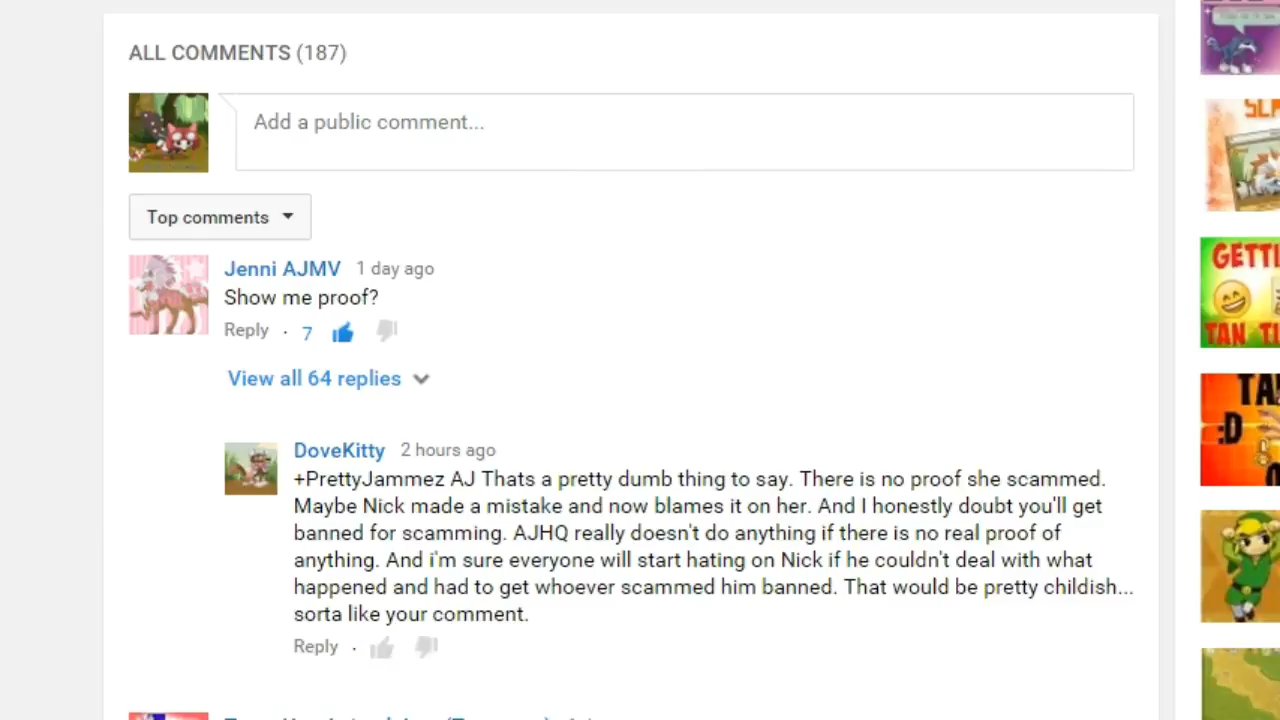 ALL COMMENTS (187)
Add a public comment...
Top comments
Jenni AJMV 1 day ago
Show me proof?
Reply · 7
View all 64 replies
DoveKitty 2 hours ago
+PrettyJammez AJ Thats a pretty dumb thing to say. There is no proof she scammed.
Maybe Nick made a mistake and now blames it on her. And I honestly doubt you'll get
banned for scamming. AJHQ really doesn't do anything if there is no real proof of
anything. And i'm sure everyone will start hating on Nick if he couldn't deal with what
happened and had to get whoever scammed him banned. That would be pretty childish...
sorta like your comment.
Reply ·
GETTI
TAN TI
TA
:D